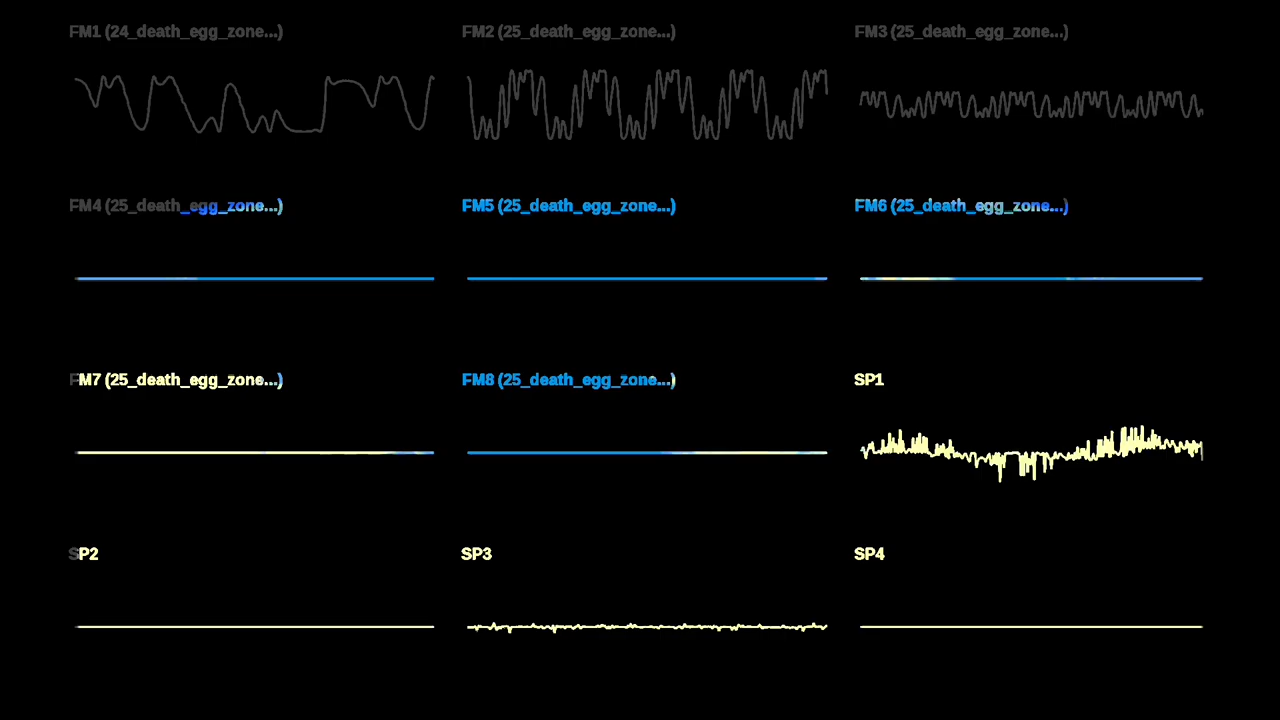 FM1 (24_death_egg_zone...)
FM2 (25_death_egg_zone...)
FM3 (25_death_egg_zone...)
FM4 (25_death_egg_zone...)
FM5 (25_death_egg_zone...)
FM6 (25_death_egg_zone...)
FM7 (25_death_egg_zone...)
FM8 (25_death_egg_zone...)
SP1
SP2
SP3
SP4